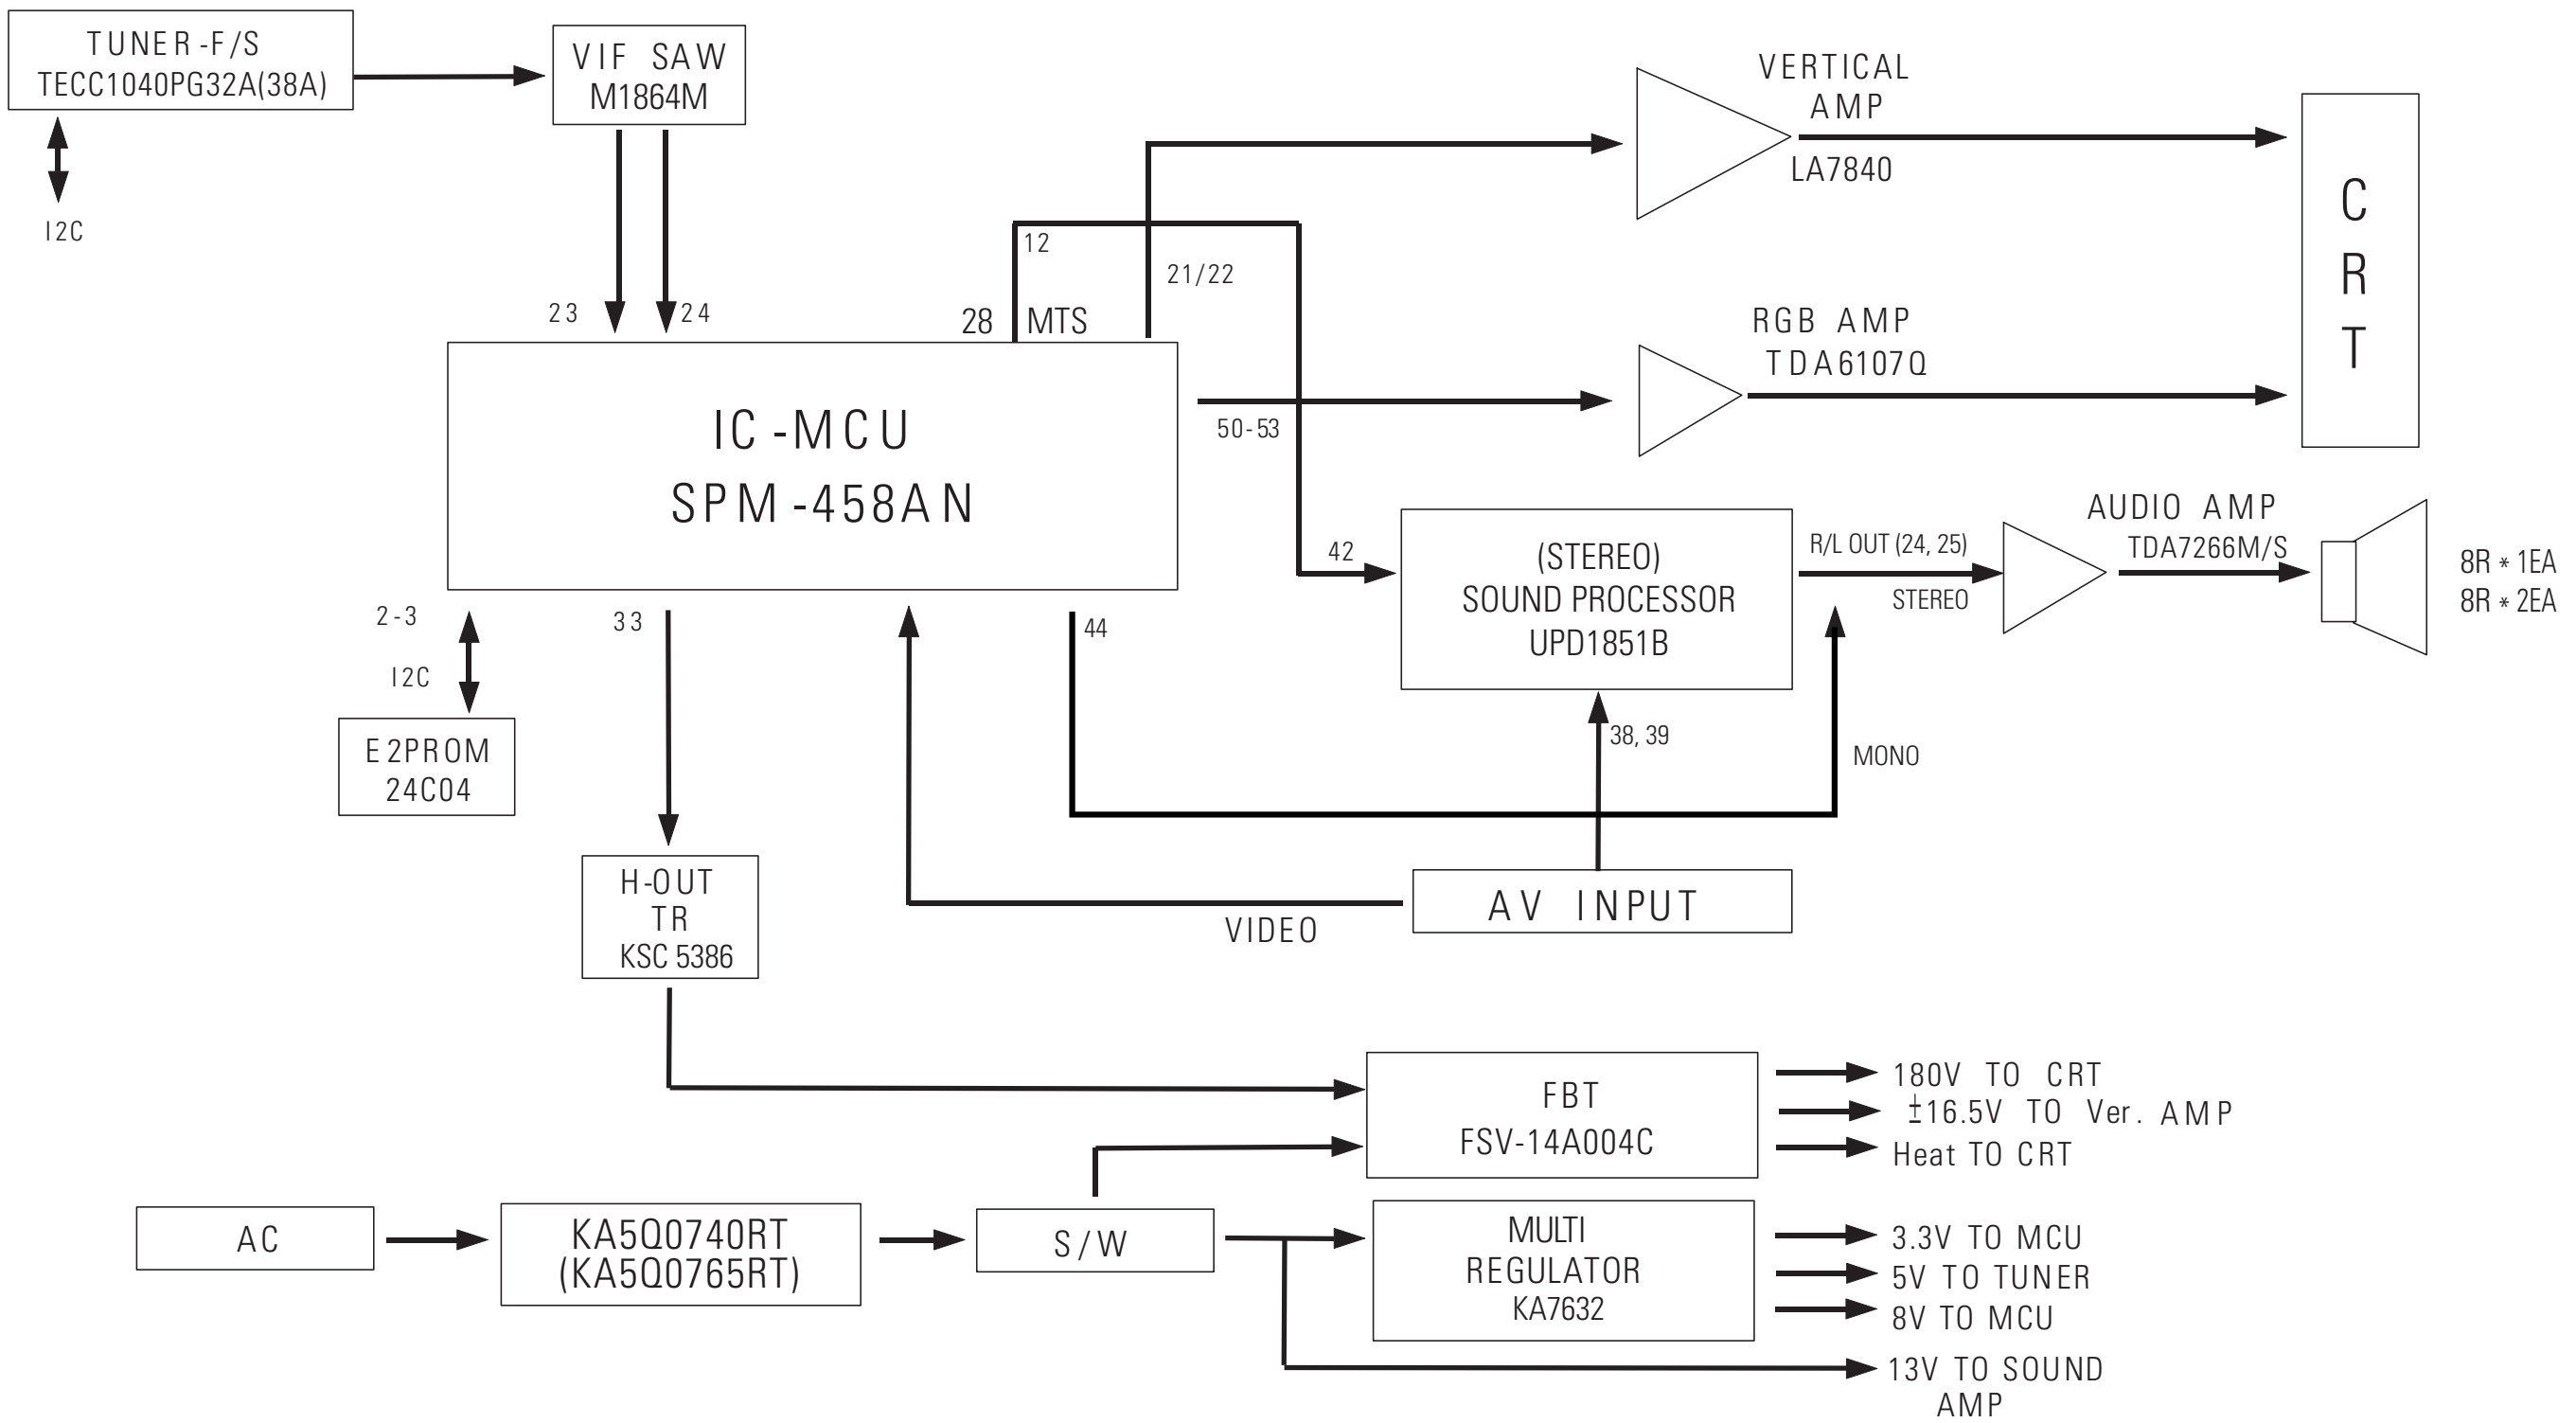 TUNER-F/S
TECC1040PG32A(38A)
I2C
VIF SAW
M1864M
23
24
28
MTS
12
21/22
VERTICAL
AMP
LA7840
CRT
RGB AMP
TDA6107Q
50-53
IC-MCU
SPM-458AN
42
(STEREO)
SOUND PROCESSOR
UPD1851B
R/L OUT (24, 25)
STEREO
AUDIO AMP
TDA7266M/S
8R * 1EA
8R * 2EA
2-3
I2C
33
44
E2PROM
24C04
38, 39
MONO
H-OUT
TR
KSC 5386
AV INPUT
VIDEO
FBT
FSV-14A004C
180V TO CRT
±16.5V TO Ver. AMP
Heat TO CRT
AC
KA5Q0740RT
(KA5Q0765RT)
S/W
MULTI
REGULATOR
KA7632
3.3V TO MCU
5V TO TUNER
8V TO MCU
13V TO SOUND
AMP